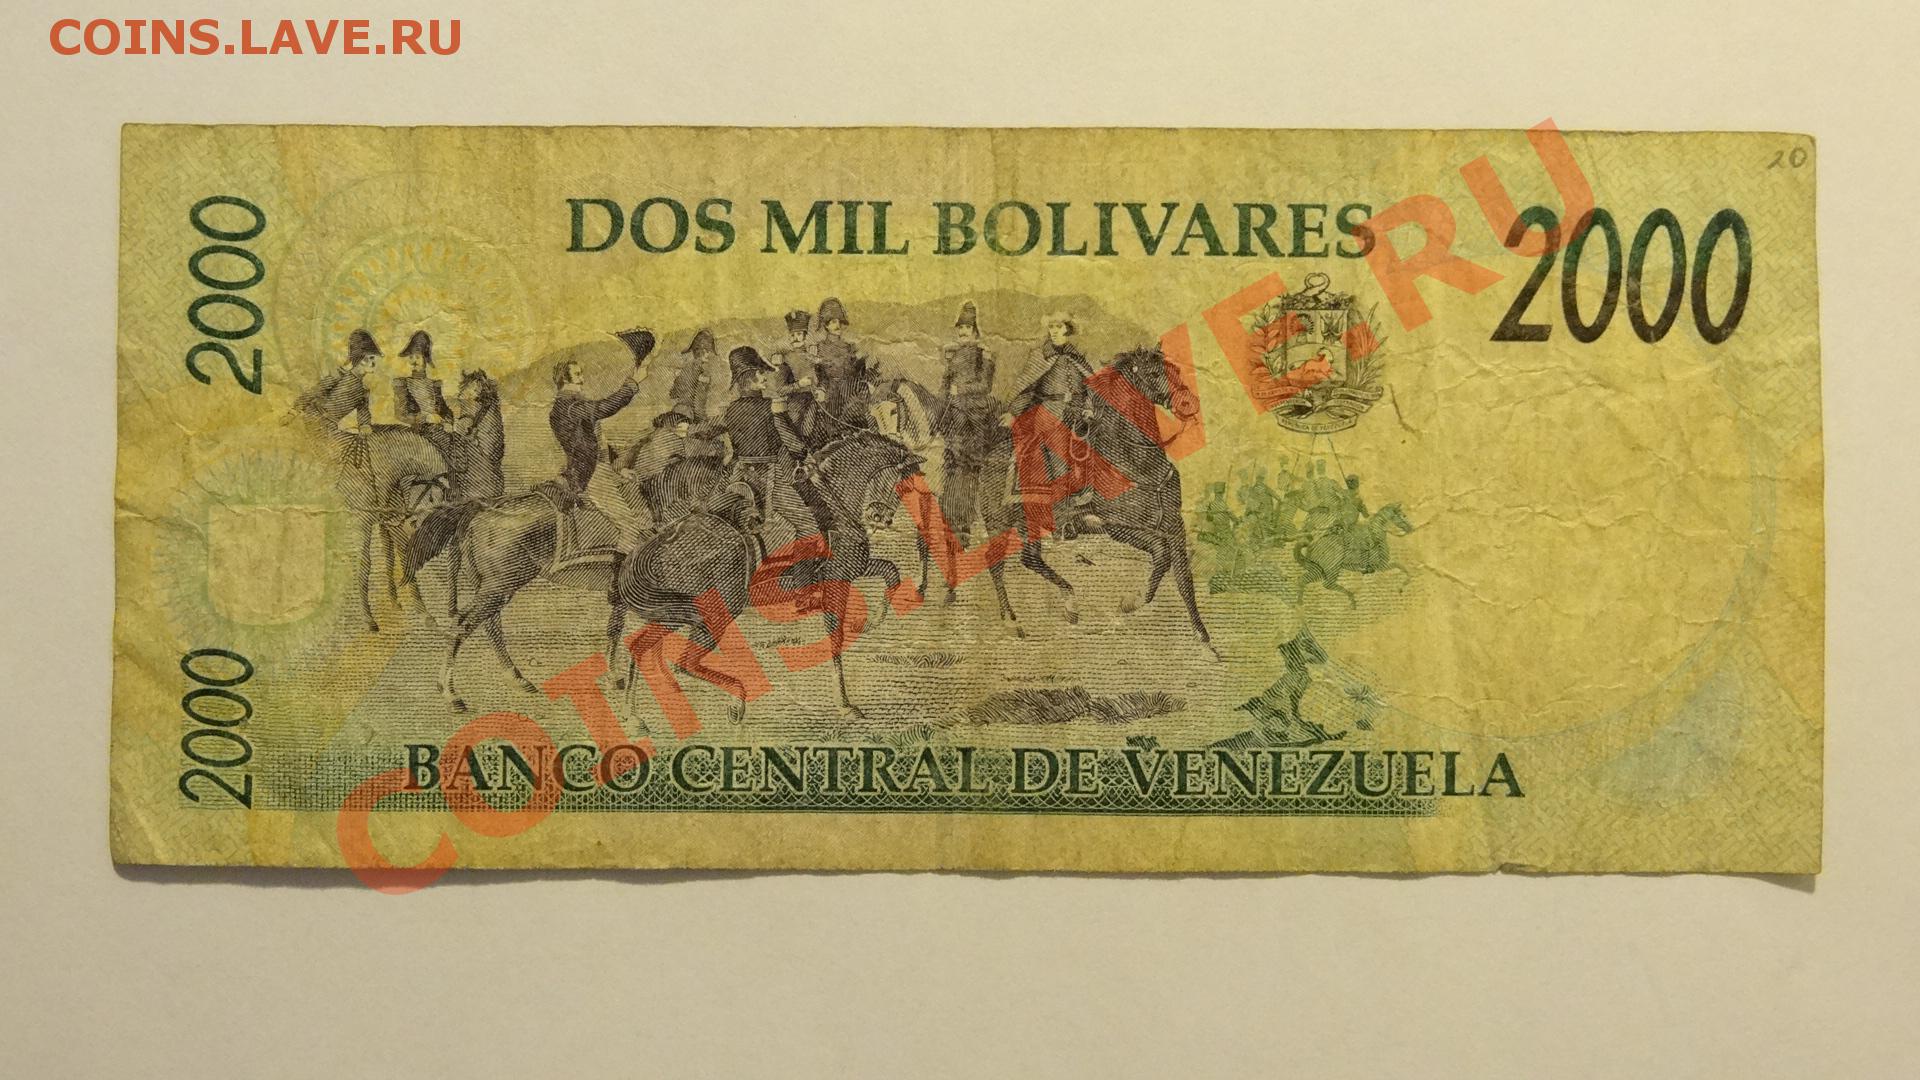 COINS.LAVE.RU
20
2000
DOS MIL BOLIVARES
2000
2000
BANCO CENTRAL DE VENEZUELA
COINS.LAVE.RU